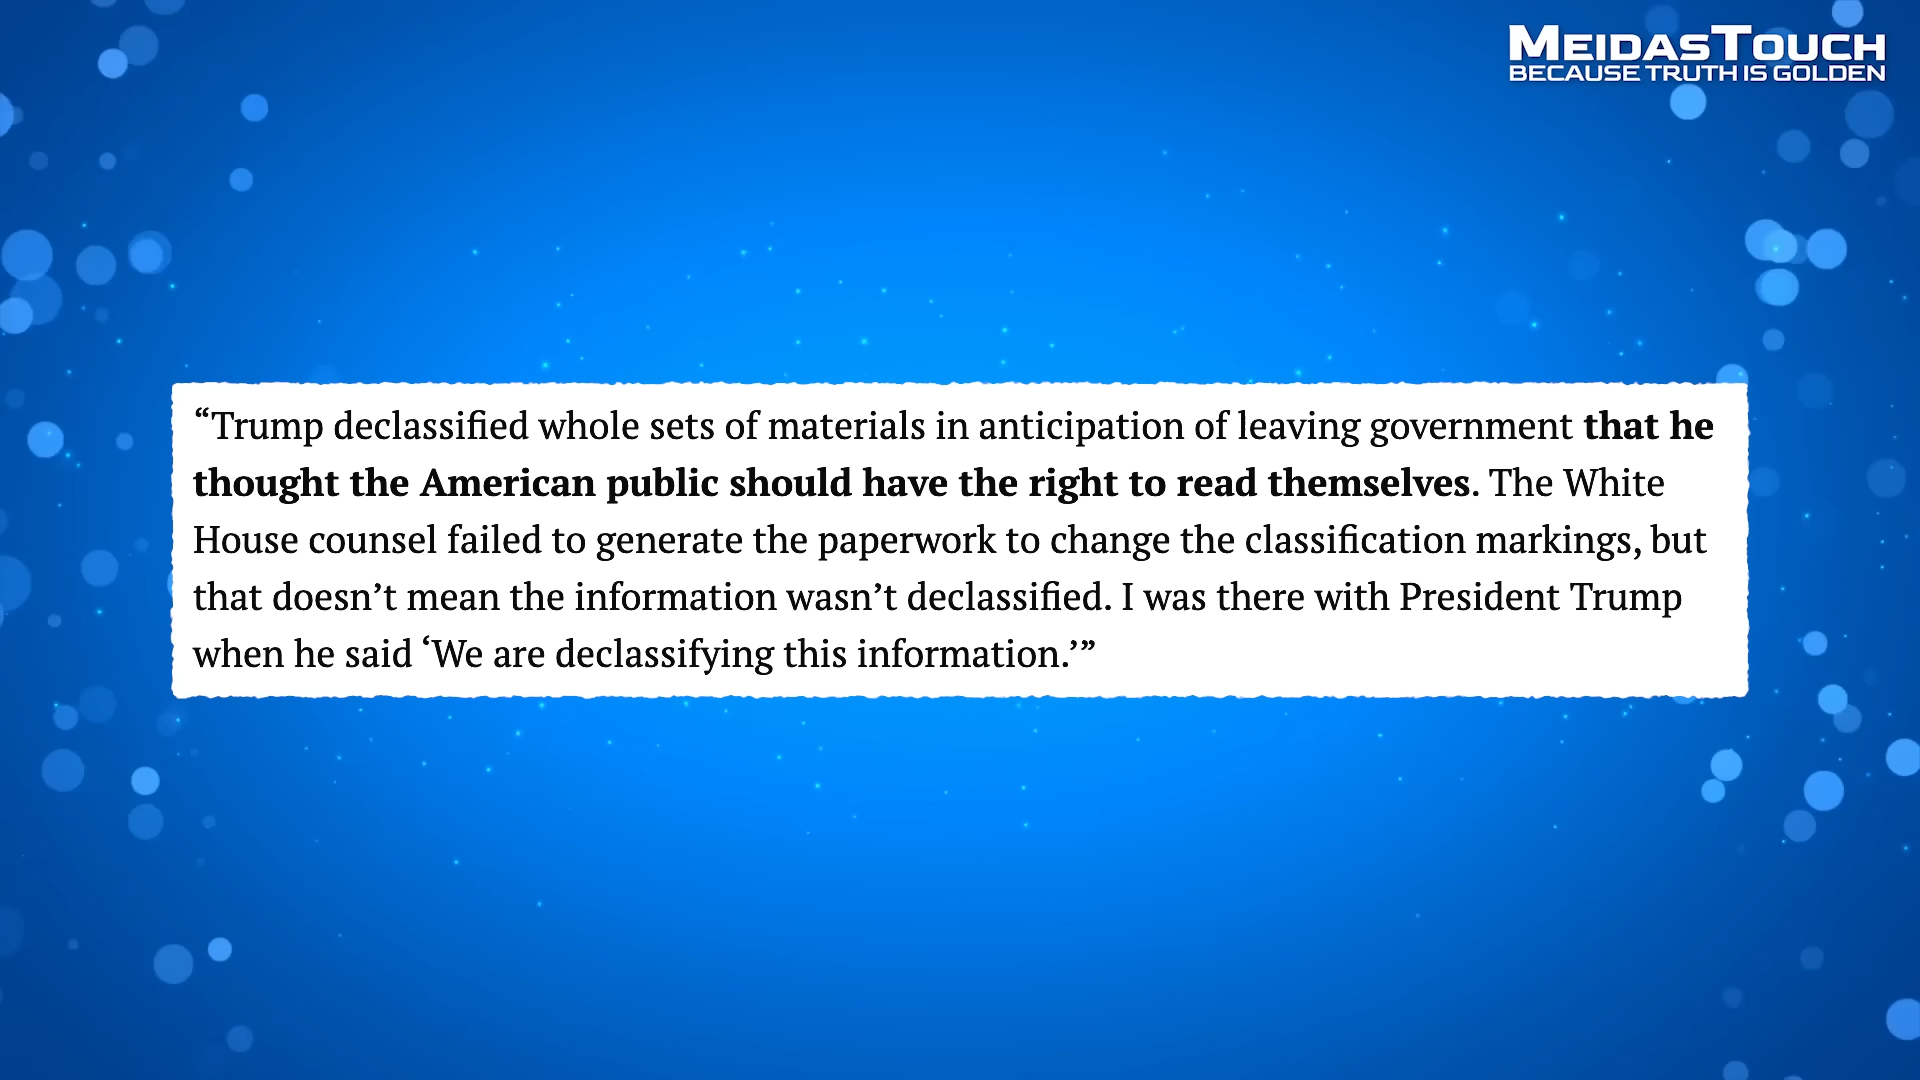 MEIDASTOUCH
BECAUSE TRUTH IS GOLDEN
“Trump declassified whole sets of materials in anticipation of leaving government that he
thought the American public should have the right to read themselves. The White
House counsel failed to generate the paperwork to change the classification markings, but
that doesn’t mean the information wasn’t declassified. I was there with President Trump
when he said ‘We are declassifying this information.’”